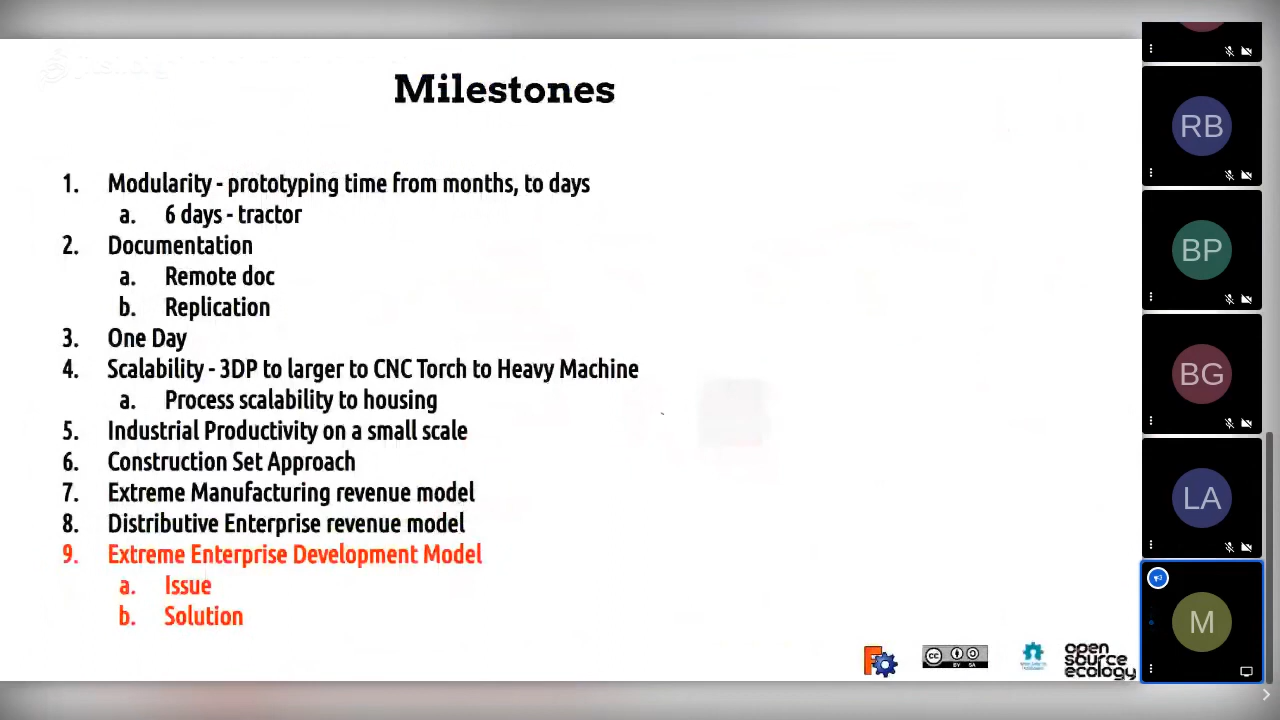 Milestones
1. Modularity - prototyping time from months, to days
a. 6 days - tractor
2. Documentation
a. Remote doc
b. Replication
3. One Day
4. Scalability - 3DP to larger to CNC Torch to Heavy Machine
a. Process scalability to housing
5. Industrial Productivity on a small scale
6. Construction Set Approach
7. Extreme Manufacturing revenue model
8. Distributive Enterprise revenue model
9. Extreme Enterprise Development Model
a. Issue
b. Solution
cc BY SA
open
source
ecology
RB
BP
BG
LA
M